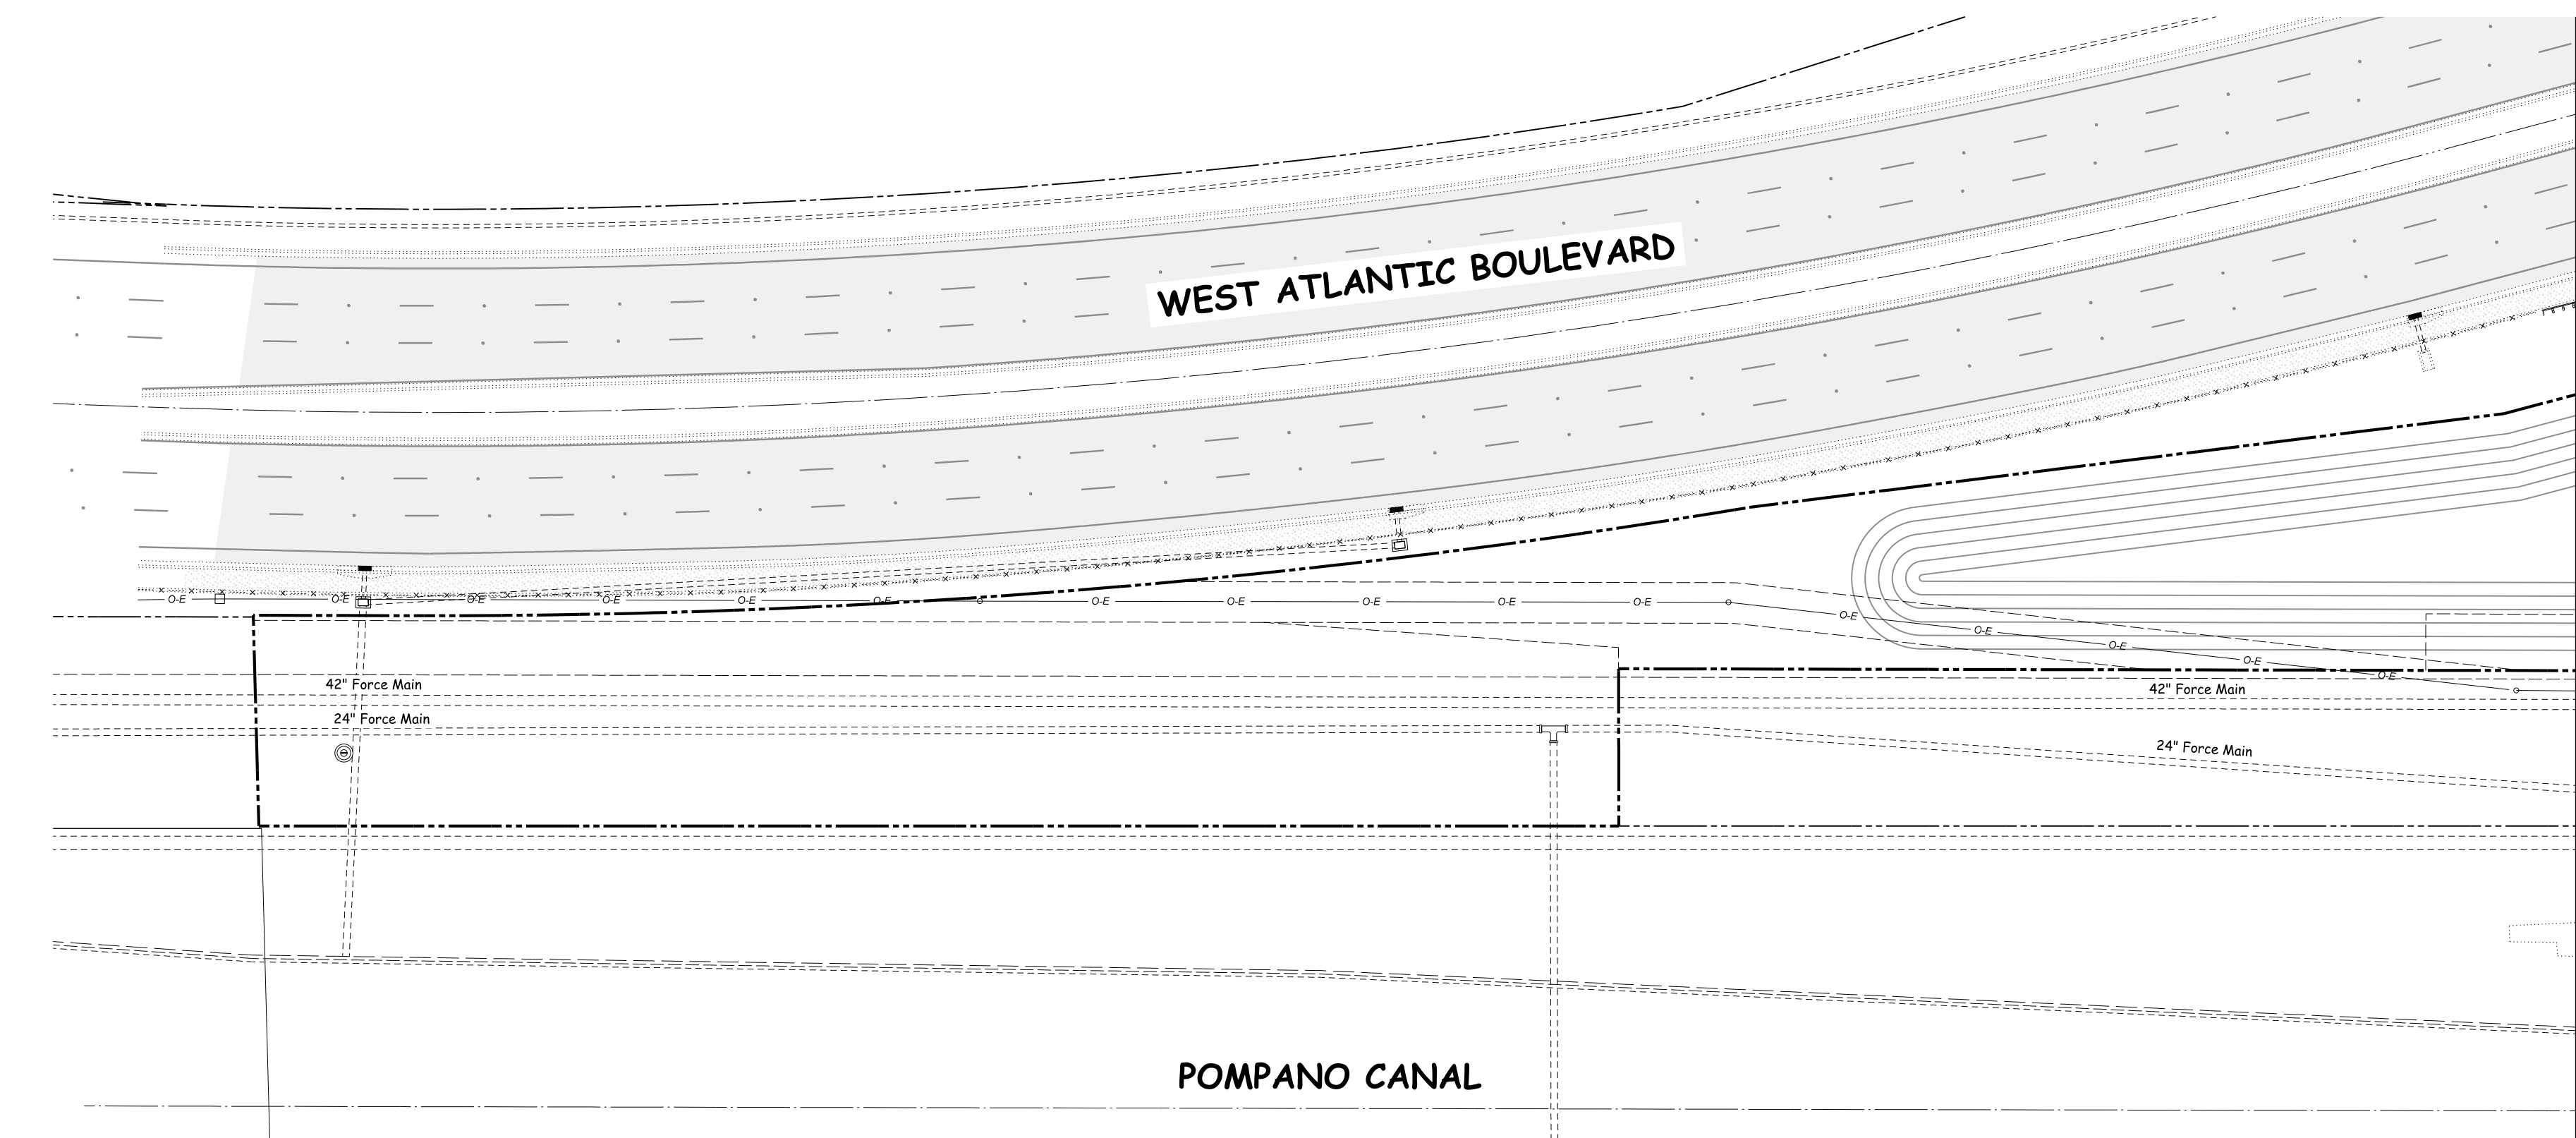 WEST ATLANTIC BOULEVARD
O-E O-E O-E O-E O-E O-E O-E O-E O-E O-E O-E
O-E
O-E
O-E
O-E
O-E
42" Force Main
42" Force Main
24" Force Main
24" Force Main
POMPANO CANAL